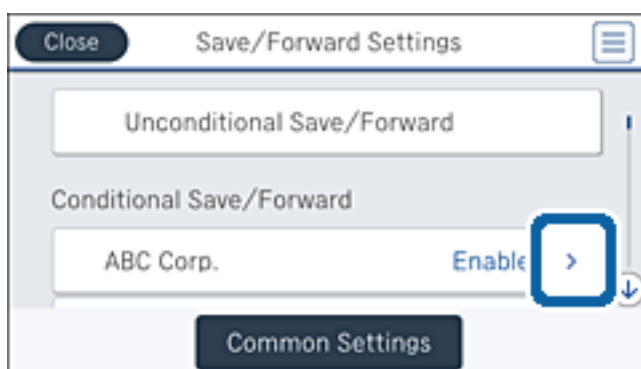 Close Save/Forward Settings
Unconditional Save/Forward
Conditional Save/Forward
ABC Corp. Enable
Common Settings